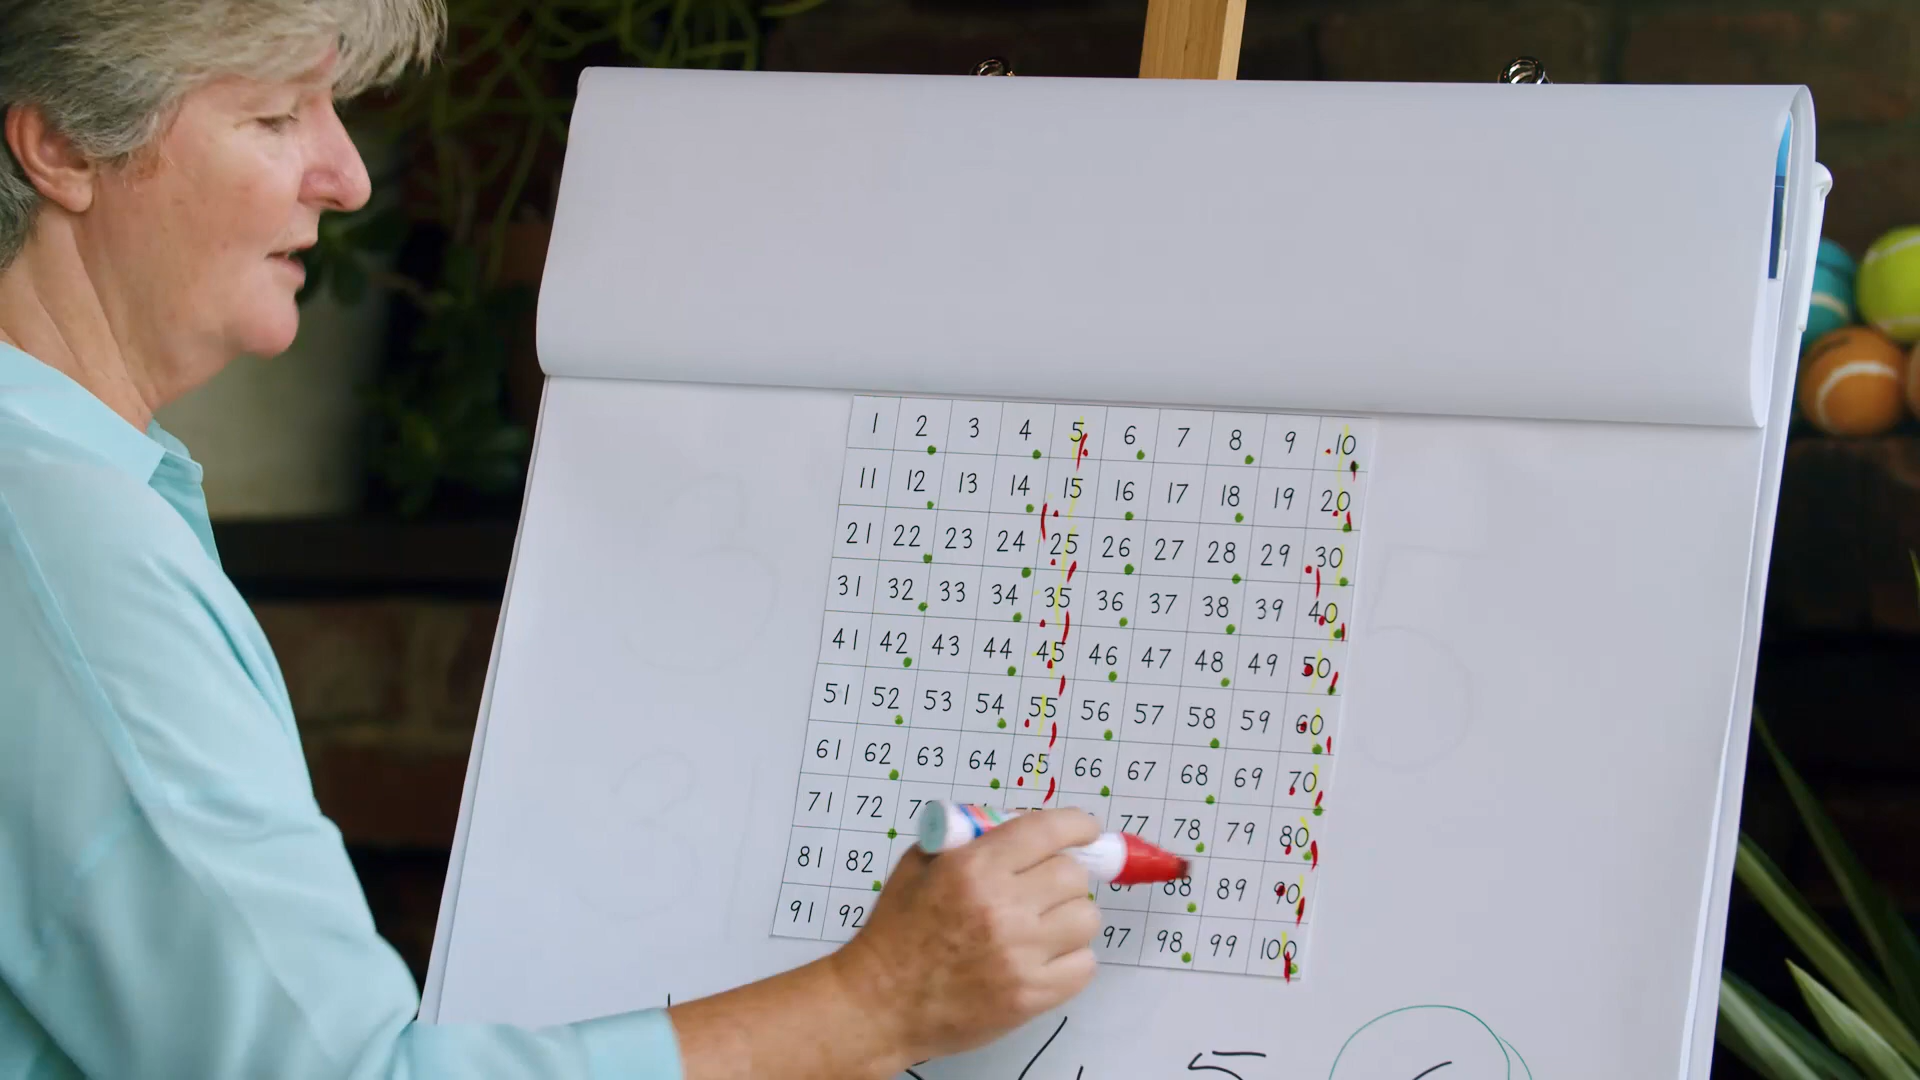 1 2 3 4 5 6 7 8 9 10
11 12 13 14 15 16 17 18 19 20
21 22 23 24 25 26 27 28 29 30
31 32 33 34 35 36 37 38 39 40
41 42 43 44 45 46 47 48 49 50
51 52 53 54 55 56 57 58 59 60
61 62 63 64 65 66 67 68 69 70
71 72 77 78 79 80
81 82 88 89 90
91 92 97 98 99 100
5